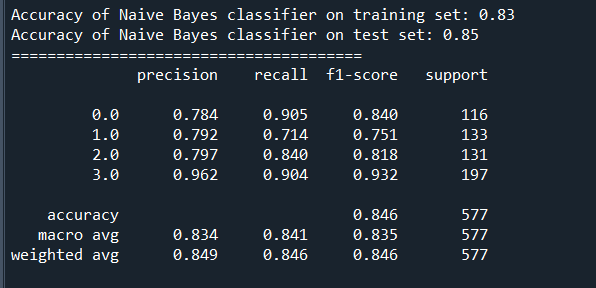 Accuracy of Naive Bayes classifier on training set: 0.83
Accuracy of Naive Bayes classifier on test set: 0.85
=======================================
precision recall f1-score support
0.0 0.784 0.905 0.840 116
1.0 0.792 0.714 0.751 133
2.0 0.797 0.840 0.818 131
3.0 0.962 0.904 0.932 197
accuracy 0.846 577
macro avg 0.834 0.841 0.835 577
weighted avg 0.849 0.846 0.846 577